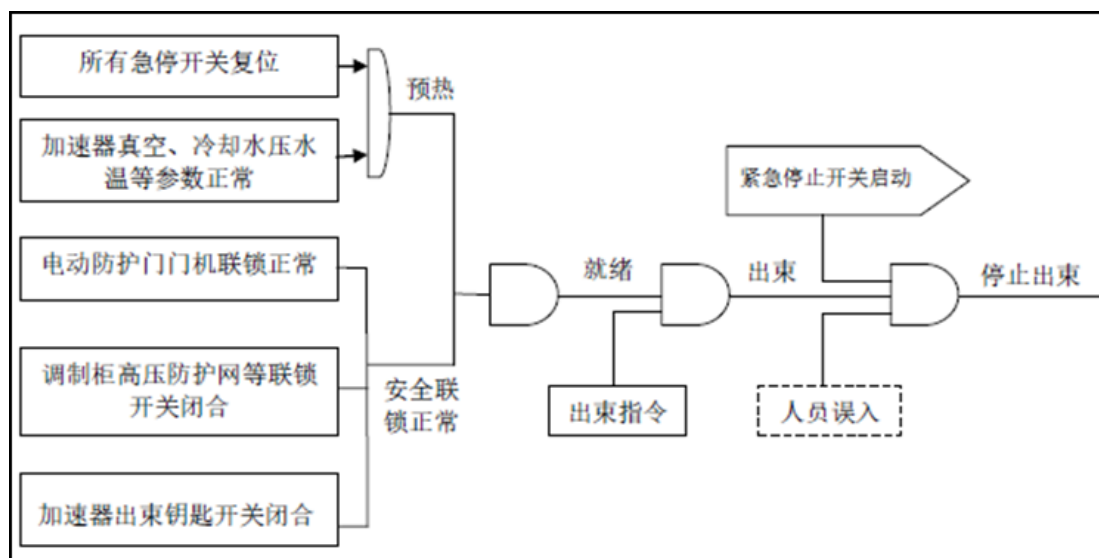 所有急停开关复位
预热
加速器真空、冷却水压水
温等参数正常
紧急停止开关启动
电动防护门门机联锁正常
就绪
出束
停止出束
调制柜高压防护网等联锁
开关闭合
安全联
锁正常
出束指令
人员误入
加速器出束钥匙开关闭合